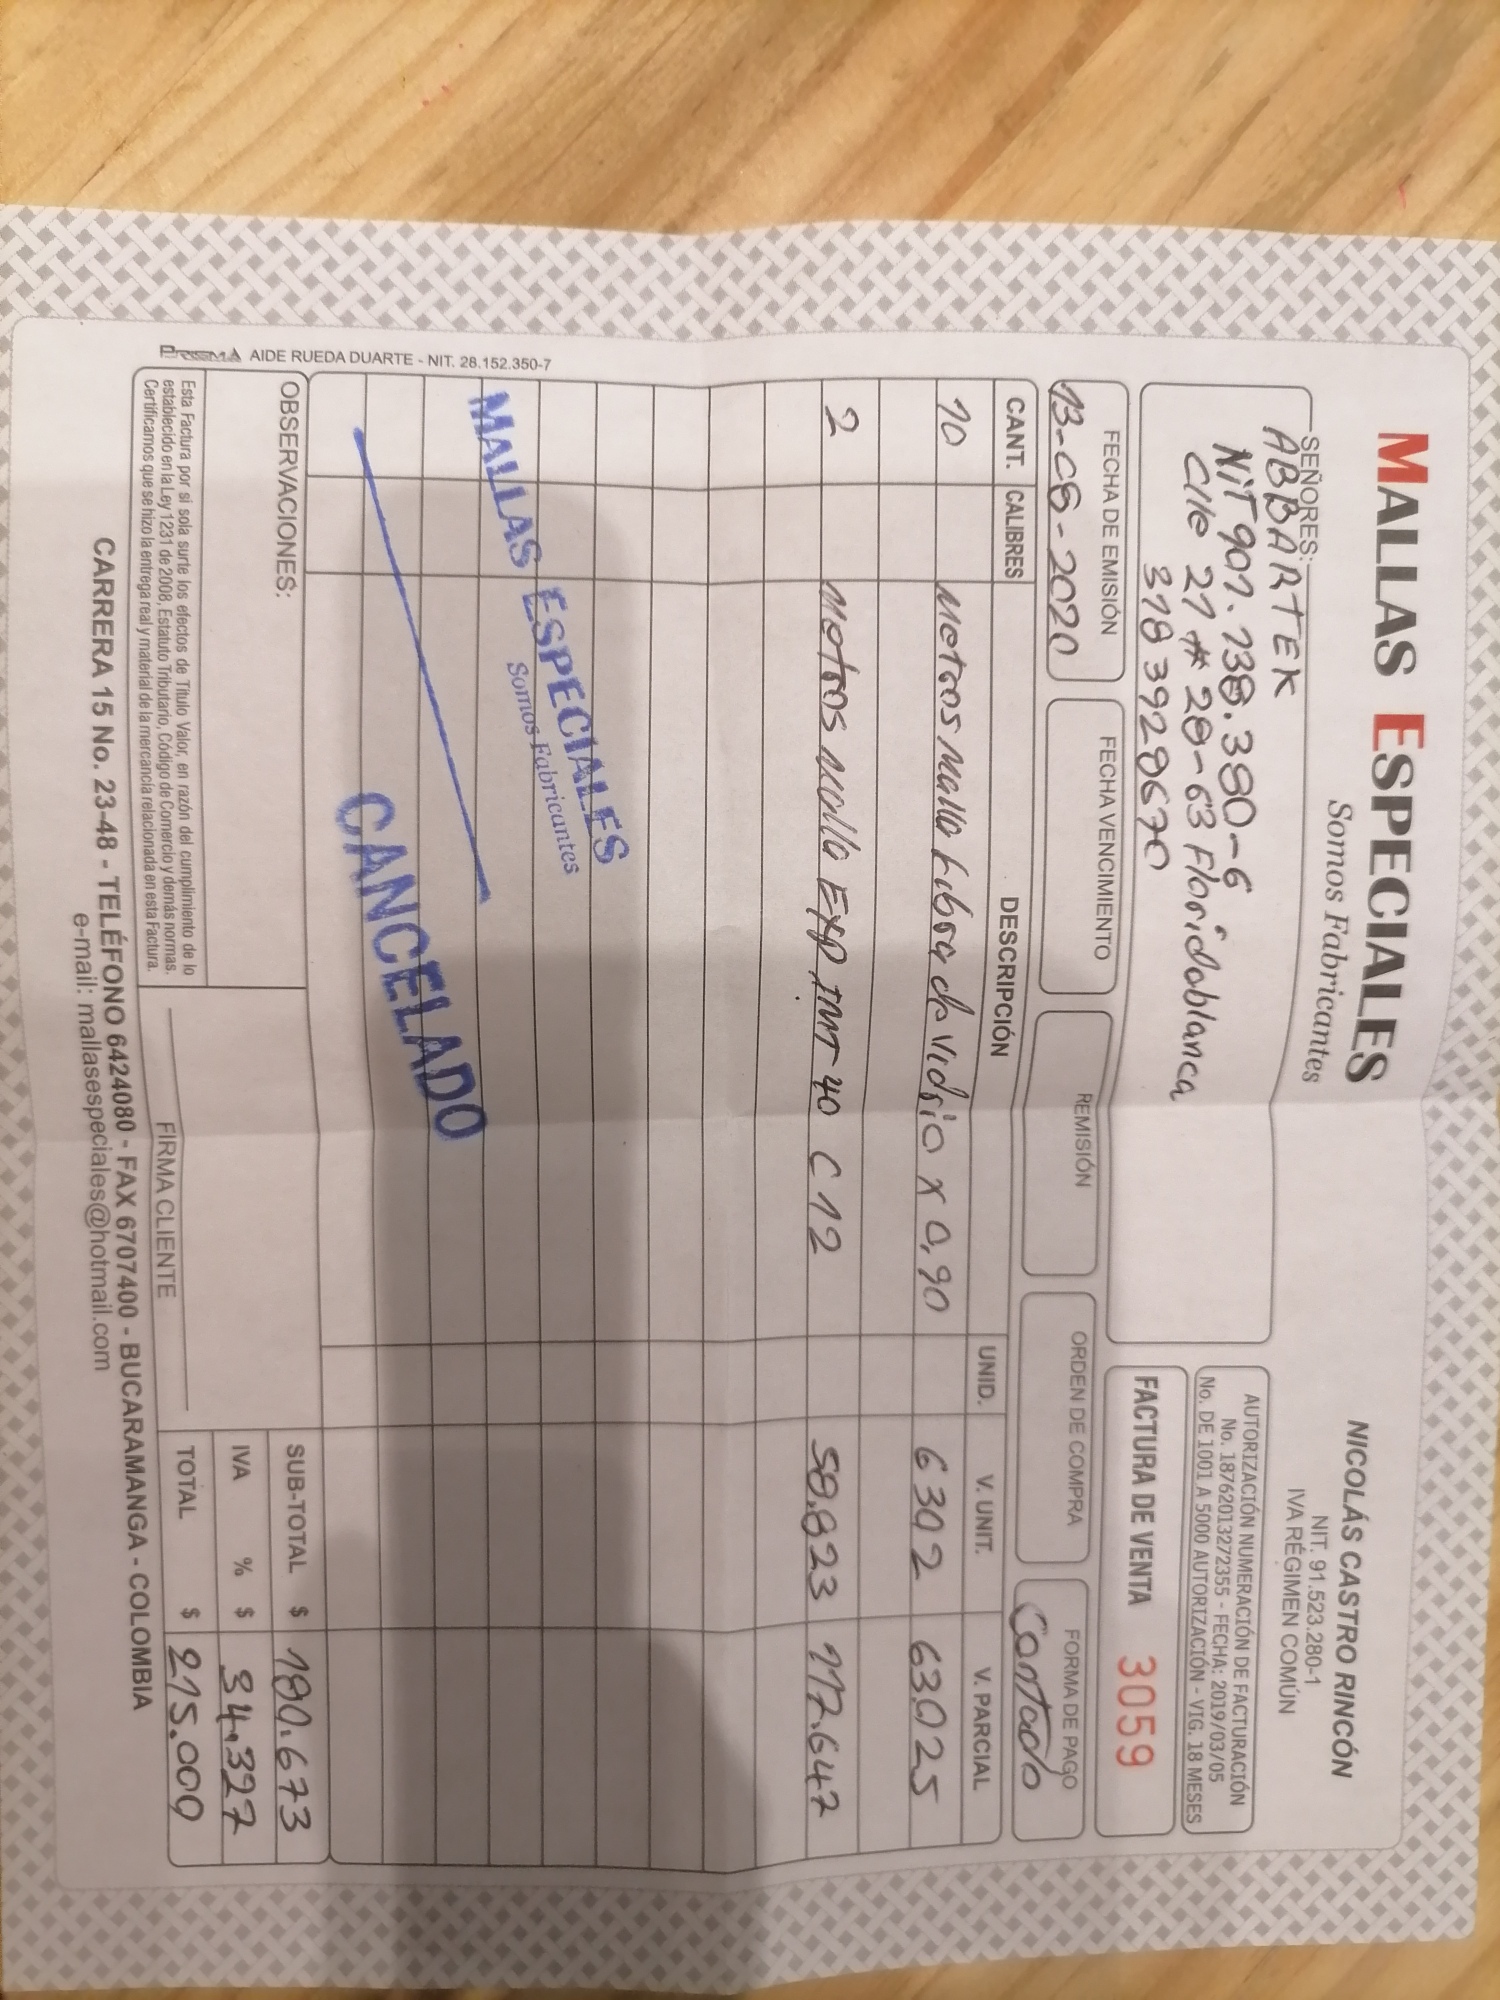 MALLAS ESPECIALES
Somos Fabricantes
NICOLÁS CASTRO RINCÓN
NIT. 91.523.280-1
IVA RÉGIMEN COMÚN
SEÑORES:
ABBARTEK
NIT 901.138.380-6
Clle 21 # 28-63 Floridablanca
318 3928670
AUTORIZACIÓN NUMERACIÓN DE FACTURACIÓN
No. 18762013272355 - FECHA: 2019/03/05
No. DE 1001 A 5000 AUTORIZACIÓN - VIG. 18 MESES
FACTURA DE VENTA 3059
FECHA DE EMISIÓN FECHA VENCIMIENTO REMISIÓN ORDEN DE COMPRA FORMA DE PAGO
13-08-2020 Contado
CANT. CALIBRES DESCRIPCIÓN UNID. V. UNIT. V. PARCIAL
10 Metros Malla Fibra de Vidrio x 0,90 6302 63.025
2 Metros Malla EXP IMT 40 C 12 58.823 117.647
MALLAS ESPECIALES
Somos Fabricantes
CANCELADO
OBSERVACIONES:
SUB-TOTAL $ 180.673
IVA % $ 34.327
TOTAL $ 215.000
Esta Factura por si sola surte los efectos de Titulo Valor, en razón del cumplimiento de lo
establecido en la Ley 1231 de 2008, Estatuto Tributario, Código de Comercio y demás normas.
Certificamos que se hizo la entrega real y material de la mercancía relacionada en esta Factura.
FIRMA CLIENTE
CARRERA 15 No. 23-48 - TELÉFONO 6424080 - FAX 6707400 - BUCARAMANGA - COLOMBIA
e-mail: mallasespeciales@hotmail.com
AIDE RUEDA DUARTE - NIT. 28.152.350-7